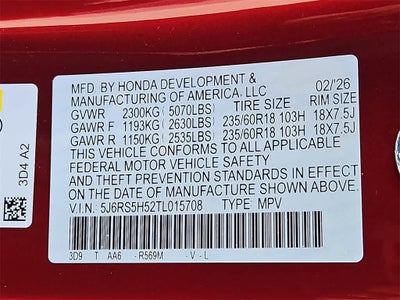 MFD. BY HONDA DEVELOPMENT &
MANUFACTURING OF AMERICA, LLC 02/26
GVWR 2300KG (5070LBS) TIRE SIZE RIM SIZE
GAWR F 1193KG (2630LBS) 235/60R18 103H 18X7.5J
GAWR R 1150KG (2535LBS) 235/60R18 103H 18X7.5J
THIS VEHICLE CONFORMS TO ALL APPLICABLE
FEDERAL MOTOR VEHICLE SAFETY, BUMPER, AND
THEFT PREVENTION STANDARDS IN EFFECT ON THE
DATE OF MANUFACTURE SHOWN ABOVE.
V.I.N. : 5J6RS5H52TL015708 TYPE : MPV
3D9 T AA6 - R569M - V - L
3D4 A2